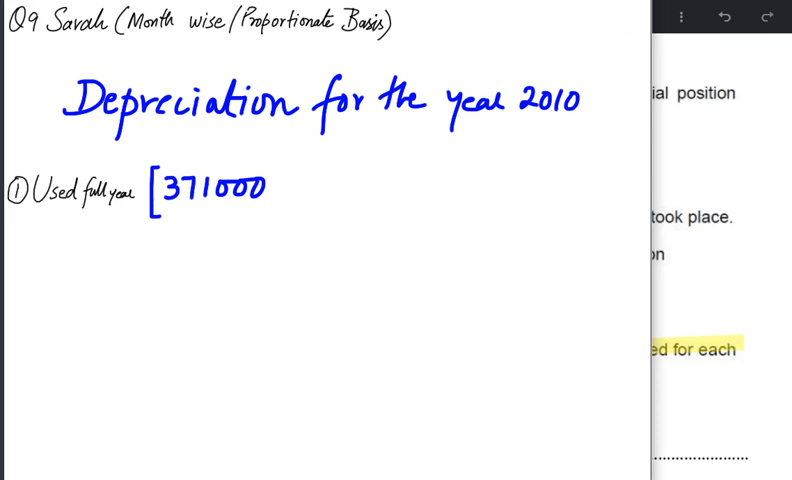 Q9 Sarah (Month wise/Proportionate Basis)
Depreciation for the year 2010
① Used full year [371000
ial position
took place.
on
ed for each
......................